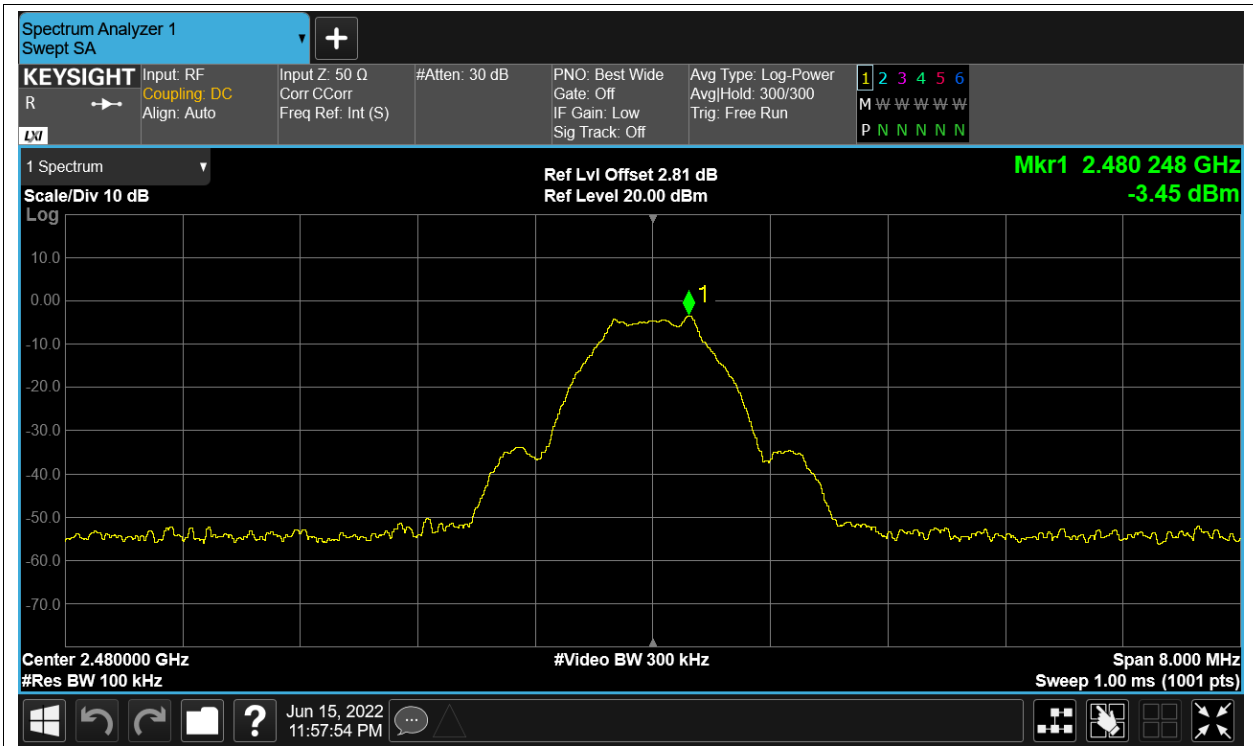 Spectrum Analyzer 1
Swept SA
+
KEYSIGHT
R
LXI
Input: RF
Coupling: DC
Align: Auto
Input Z: 50 Ω
Corr CCorr
Freq Ref: Int (S)
#Atten: 30 dB
PNO: Best Wide
Gate: Off
IF Gain: Low
Sig Track: Off
Avg Type: Log-Power
Avg|Hold: 300/300
Trig: Free Run
1 2 3 4 5 6
M W W W W W
P N N N N N
1 Spectrum
Scale/Div 10 dB
Log
Ref Lvl Offset 2.81 dB
Ref Level 20.00 dBm
Mkr1 2.480 248 GHz
-3.45 dBm
10.0
0.00
-10.0
-20.0
-30.0
-40.0
-50.0
-60.0
-70.0
1
Center 2.480000 GHz
#Res BW 100 kHz
#Video BW 300 kHz
Span 8.000 MHz
Sweep 1.00 ms (1001 pts)
?
Jun 15, 2022
11:57:54 PM